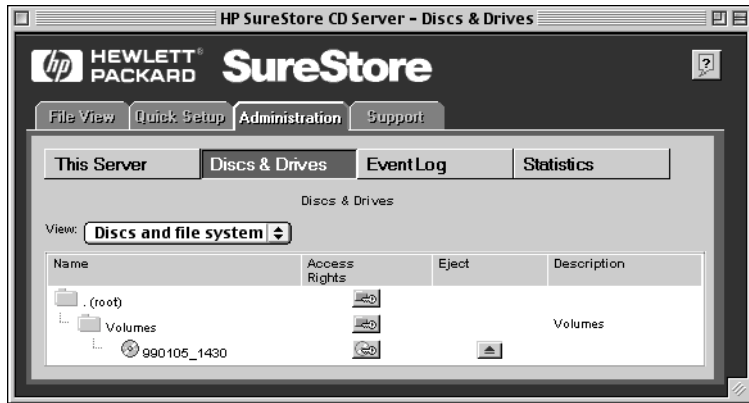 HP SureStore CD Server - Discs & Drives
hp HEWLETT® PACKARD SureStore
?
File View Quick Setup Administration Support
This Server Discs & Drives Event Log Statistics
Discs & Drives
View: Discs and file system
Name Access Rights Eject Description
. (root)
Volumes Volumes
990105_1430